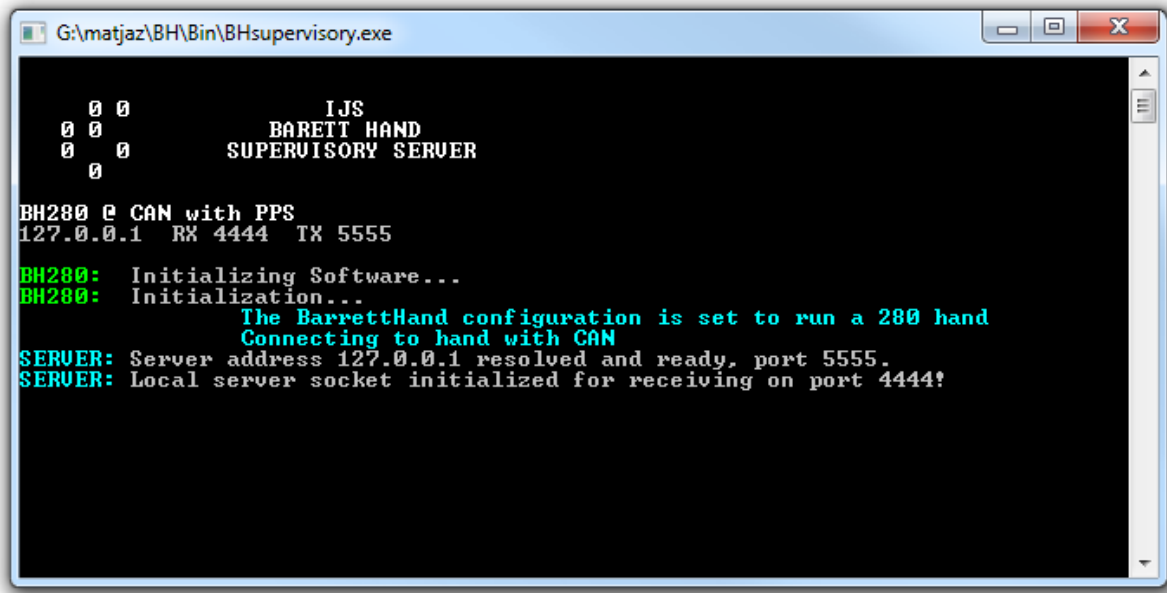 G:\matjaz\BH\Bin\BHsupervisory.exe
0 0 IJS
0 0 BARETT HAND
0 0 SUPERVISORY SERVER
0
BH280 @ CAN with PPS
127.0.0.1 RX 4444 TX 5555
BH280: Initializing Software...
BH280: Initialization...
The BarrettHand configuration is set to run a 280 hand
Connecting to hand with CAN
SERVER: Server address 127.0.0.1 resolved and ready, port 5555.
SERVER: Local server socket initialized for receiving on port 4444!